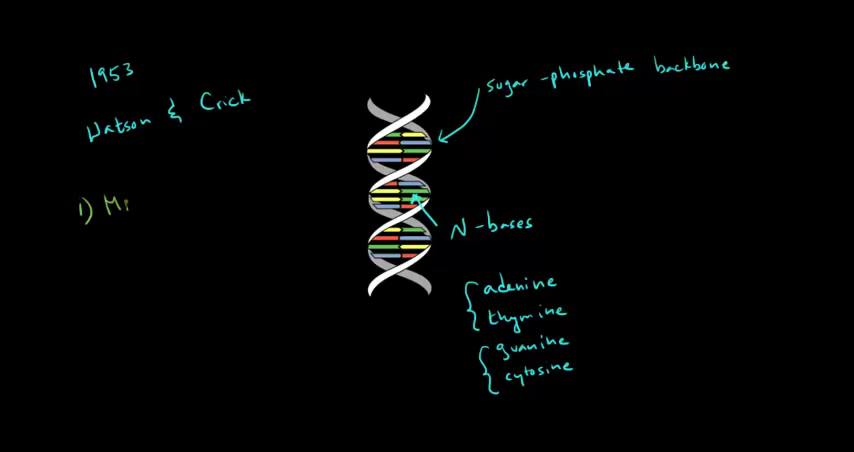 1953
Watson & Crick
sugar-phosphate backbone
1) M
N-bases
adenine
thymine
guanine
cytosine